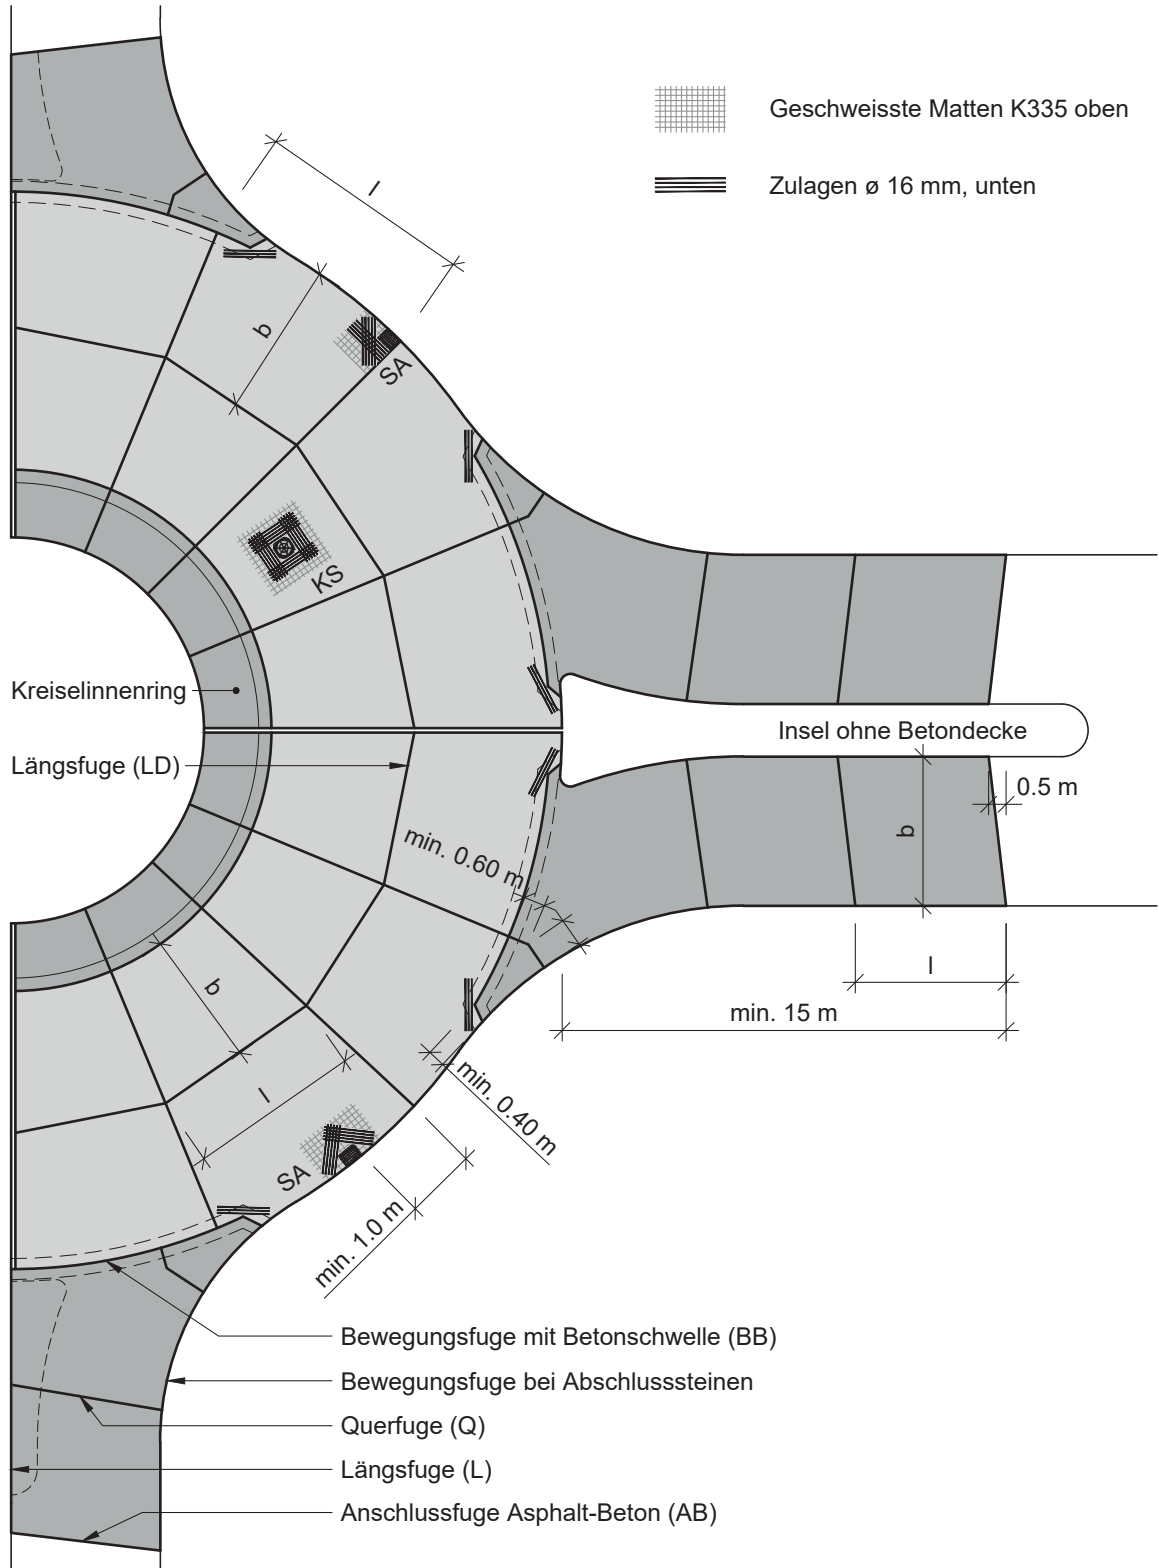 Geschweisste Matten K335 oben
Zulagen ø 16 mm, unten
l
b
SA
KS
Kreiselinnenring
Insel ohne Betondecke
Längsfuge (LD)
0.5 m
b
min. 0.60 m
l
b
min. 15 m
l
min. 0.40 m
SA
min. 1.0 m
Bewegungsfuge mit Betonschwelle (BB)
Bewegungsfuge bei Abschlusssteinen
Querfuge (Q)
Längsfuge (L)
Anschlussfuge Asphalt-Beton (AB)